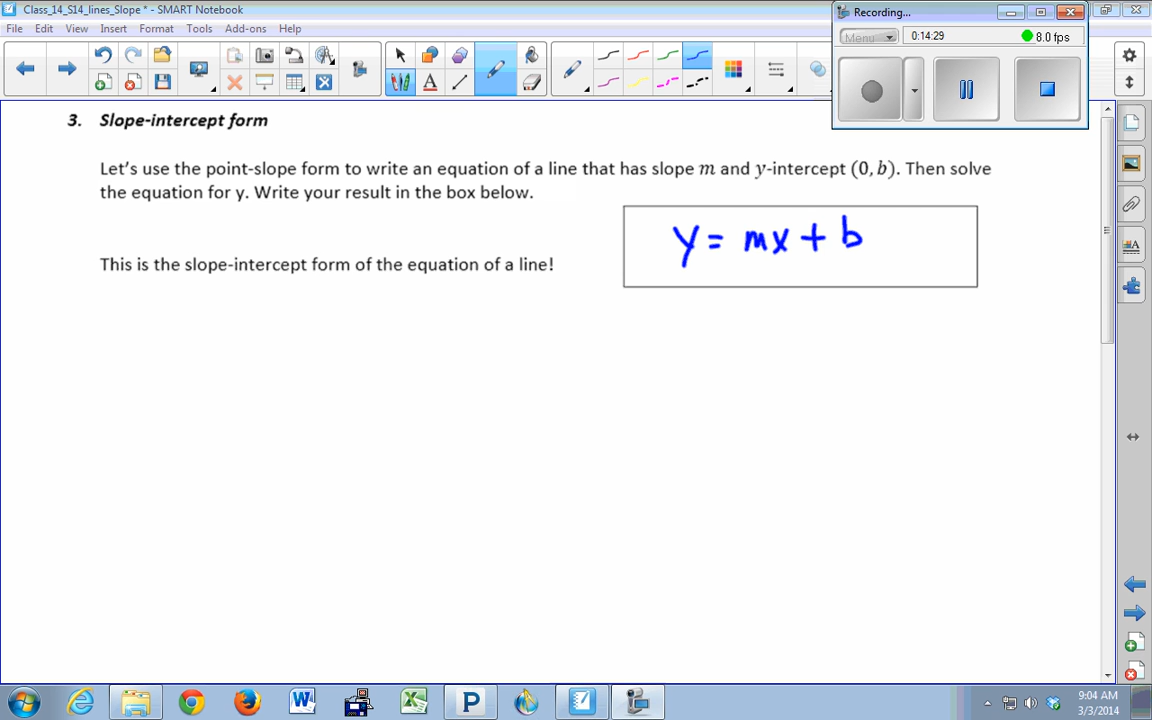 Class_14_S14_lines_Slope * - SMART Notebook
File Edit View Insert Format Tools Add-ons Help
Recording...
Menu 0:14:29 8.0 fps
3. Slope-intercept form
Let's use the point-slope form to write an equation of a line that has slope m and y-intercept (0, b). Then solve
the equation for y. Write your result in the box below.
y = mx + b
This is the slope-intercept form of the equation of a line!
9:04 AM
3/3/2014